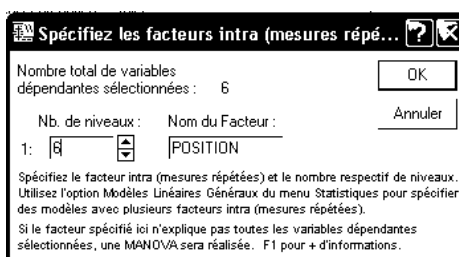 Spécifiez les facteurs intra (mesures répé...
Nombre total de variables
dépendantes sélectionnées : 6
OK
Annuler
Nb. de niveaux : Nom du Facteur :
1: 6 POSITION
Spécifiez le facteur intra (mesures répétées) et le nombre respectif de niveaux.
Utilisez l'option Modèles Linéaires Généraux du menu Statistiques pour spécifier
des modèles avec plusieurs facteurs intra (mesures répétées).
Si le facteur spécifié ici n'explique pas toutes les variables dépendantes
sélectionnées, une MANOVA sera réalisée. F1 pour + d'informations.